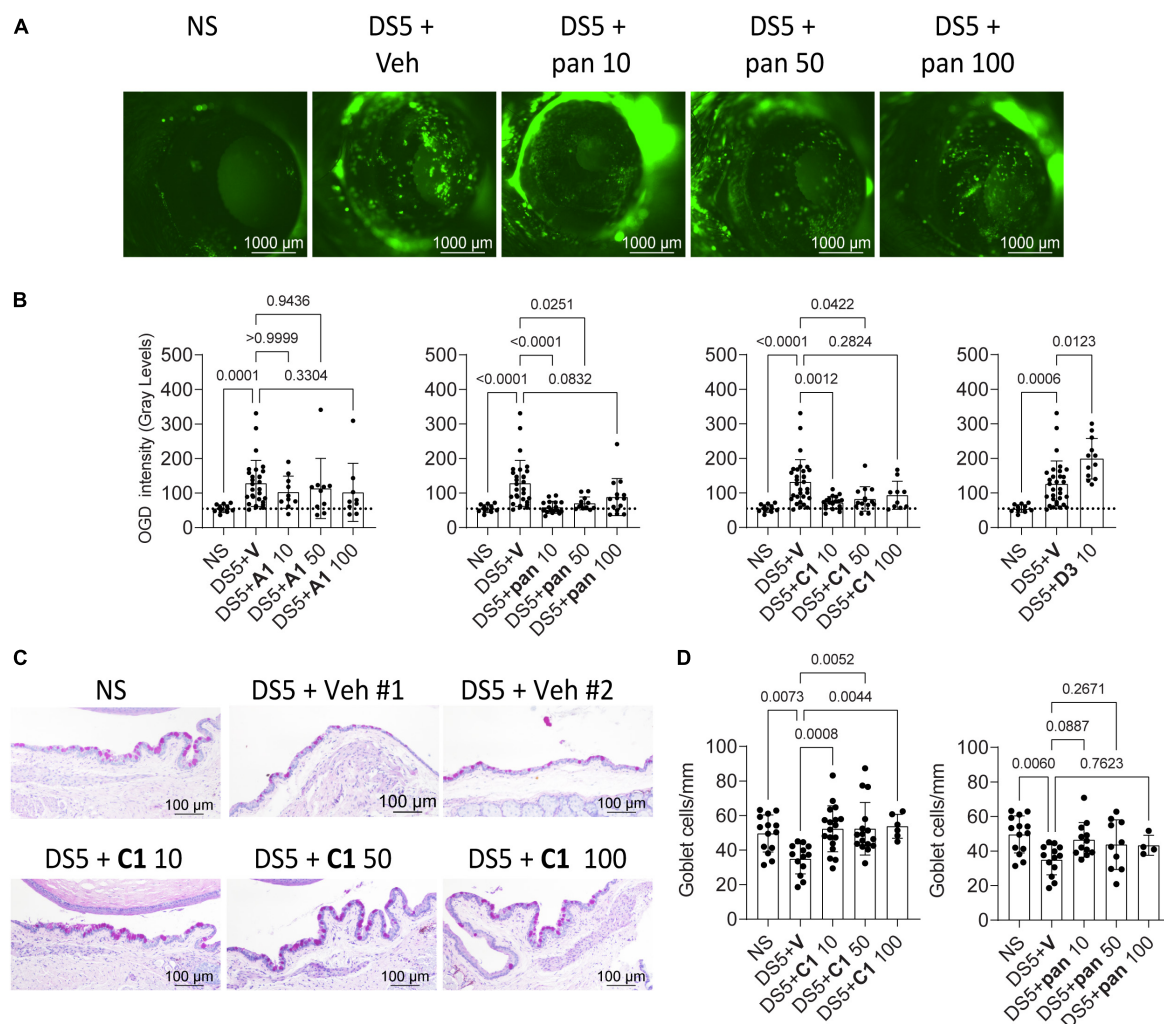 A
NS
DS5 +
Veh
DS5 +
pan 10
DS5 +
pan 50
DS5 +
pan 100
1000 µm
1000 µm
1000 µm
1000 µm
1000 µm
B
OGD intensity (Gray Levels)
0.9436
>0.9999
0.0001
0.3304
500
400
300
200
100
0
NS
DS5+V
DS5+A1 10
DS5+A1 50
DS5+A1 100
0.0251
<0.0001
<0.0001
0.0832
500
400
300
200
100
0
NS
DS5+V
DS5+pan 10
DS5+pan 50
DS5+pan 100
0.0422
<0.0001
0.2824
0.0012
500
400
300
200
100
0
NS
DS5+V
DS5+C1 10
DS5+C1 50
DS5+C1 100
0.0123
0.0006
500
400
300
200
100
0
NS
DS5+V
DS5+D3 10
C
NS
DS5 + Veh #1
DS5 + Veh #2
100 µm
100 µm
100 µm
DS5 + C1 10
DS5 + C1 50
DS5 + C1 100
100 µm
100 µm
100 µm
D
Goblet cells/mm
0.0052
0.0073
0.0044
0.0008
100
80
60
40
20
0
NS
DS5+V
DS5+C1 10
DS5+C1 50
DS5+C1 100
Goblet cells/mm
0.2671
0.0887
0.0060
0.7623
100
80
60
40
20
0
NS
DS5+V
DS5+pan 10
DS5+pan 50
DS5+pan 100